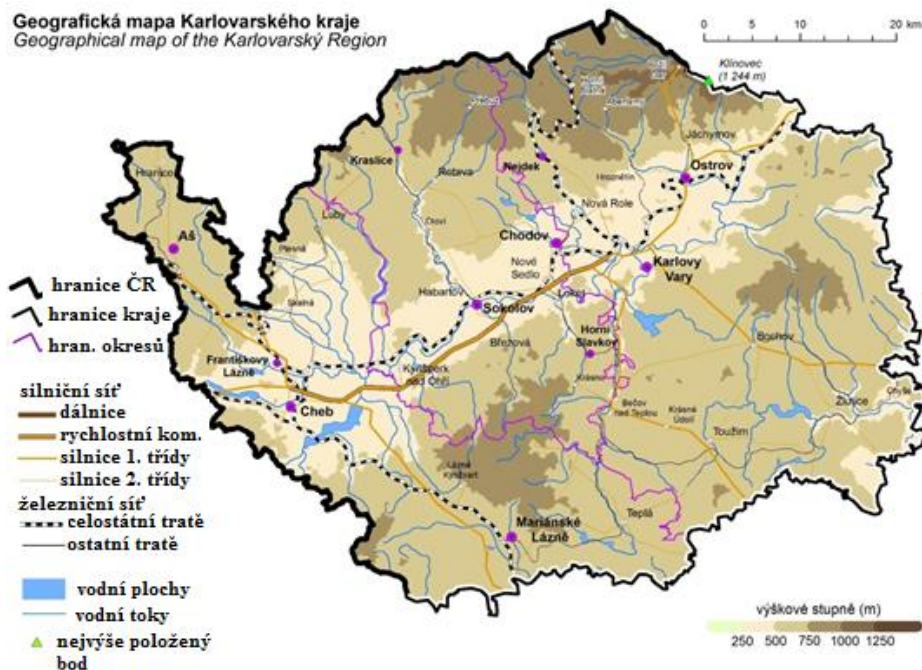 Geografická mapa Karlovarského kraje
Geographical map of the Karlovarský Region
0 5 10 20 km
Klínovec
(1 244 m)
Přebuz
Abertamy
Jáchymov
Kraslice
Rotava
Nejdek
Hroznětín
Ostrov
Hranice
Luby
Oloví
Nová Role
Aš
Plesná
Chodov
Nové
Sedlo
Karlovy
Vary
Skalná
Habartov
Sokolov
Loket
Březová
Horní
Slavkov
Bochov
Františkovy
Lázně
Kynšperk
nad Ohří
Krásno
Cheb
Bečov
nad Teplou
Krásné
Údolí
Žlutice
Chyše
Toužim
Lázně
Kynžvart
Teplá
Mariánské
Lázně
hranice ČR
hranice kraje
hran. okresů
silniční síť
dálnice
rychlostní kom.
silnice 1. třídy
silnice 2. třídy
železniční síť
celostátní tratě
ostatní tratě
vodní plochy
vodní toky
nejvýše položený
bod
výškové stupně (m)
250 500 750 1000 1250